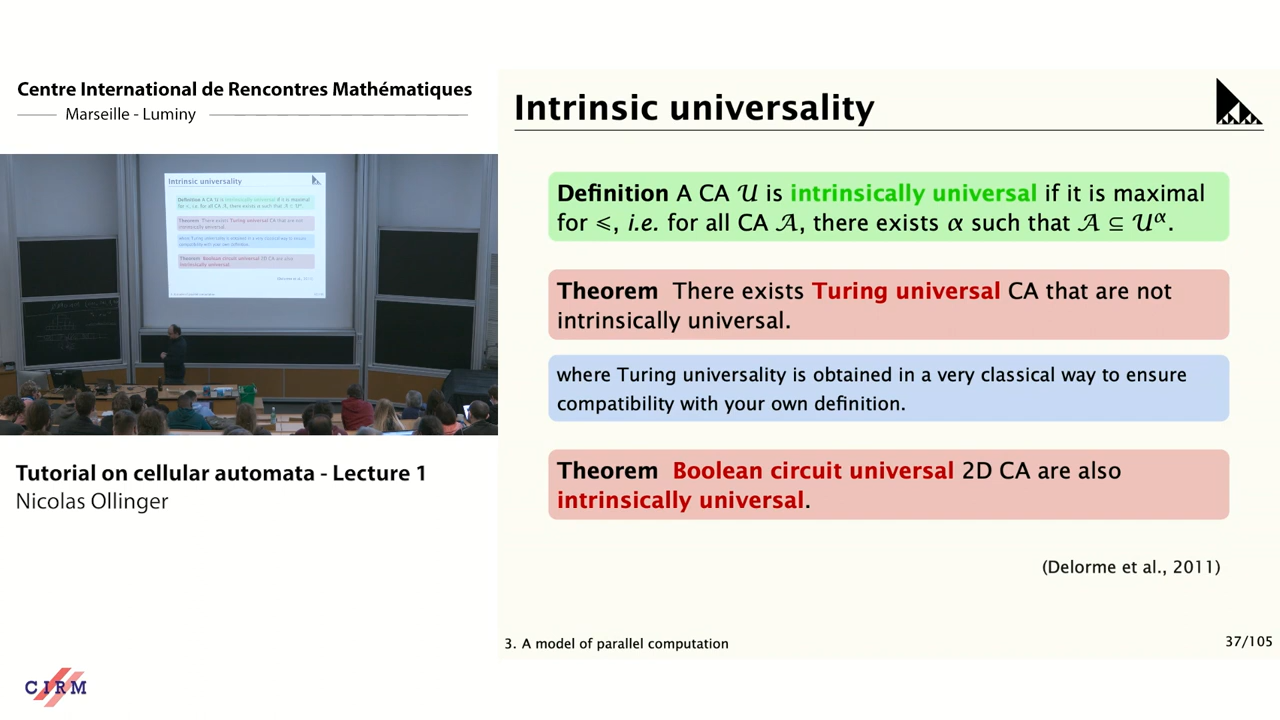 Centre International de Rencontres Mathématiques
Marseille - Luminy
Intrinsic universality
Definition A CA 𝒰 is intrinsically universal if it is maximal
for ⩽, i.e. for all CA 𝒜, there exists α such that 𝒜 ⊆ 𝒰^α.
Theorem There exists Turing universal CA that are not
intrinsically universal.
where Turing universality is obtained in a very classical way to ensure
compatibility with your own definition.
Theorem Boolean circuit universal 2D CA are also
intrinsically universal.
(Delorme et al., 2011)
3. A model of parallel computation
37/105
Intrinsic universality
Tutorial on cellular automata - Lecture 1
Nicolas Ollinger
CIRM